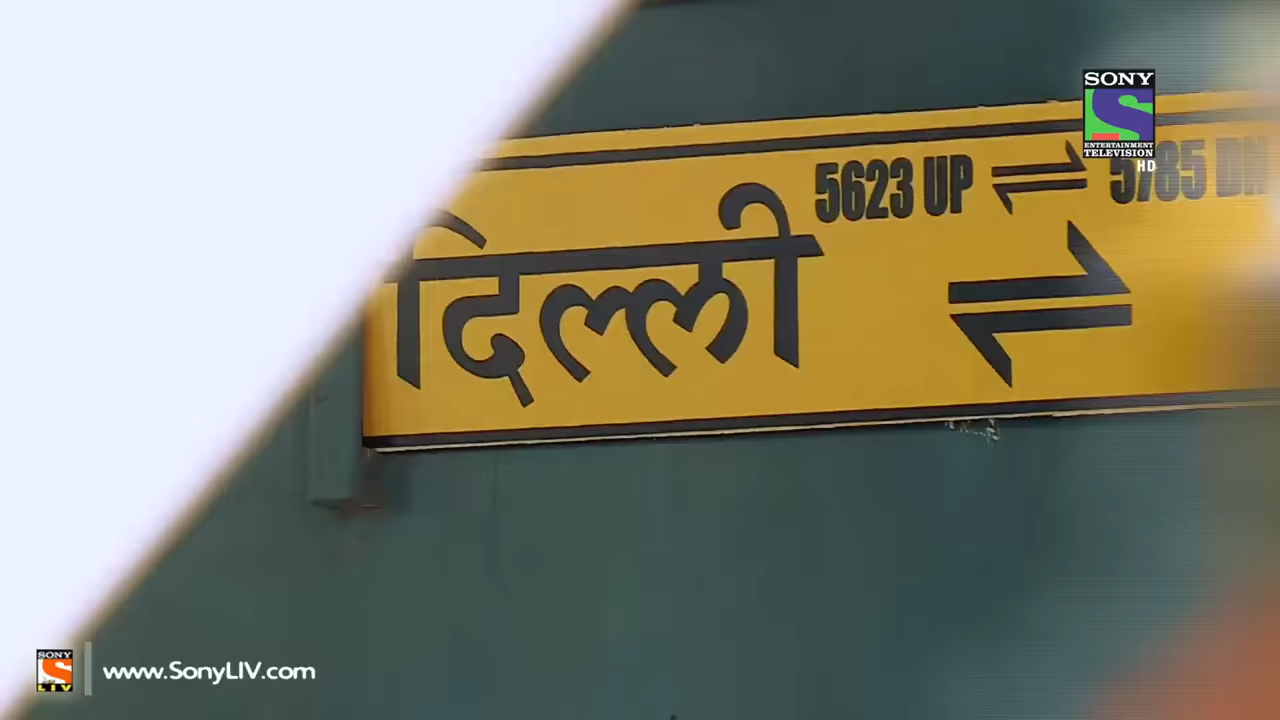 SONY
ENTERTAINMENT
TELEVISION
HD
5623 UP ⇌ 5785 DN
दिल्ली ⇌
SONY
LIV
www.SonyLIV.com